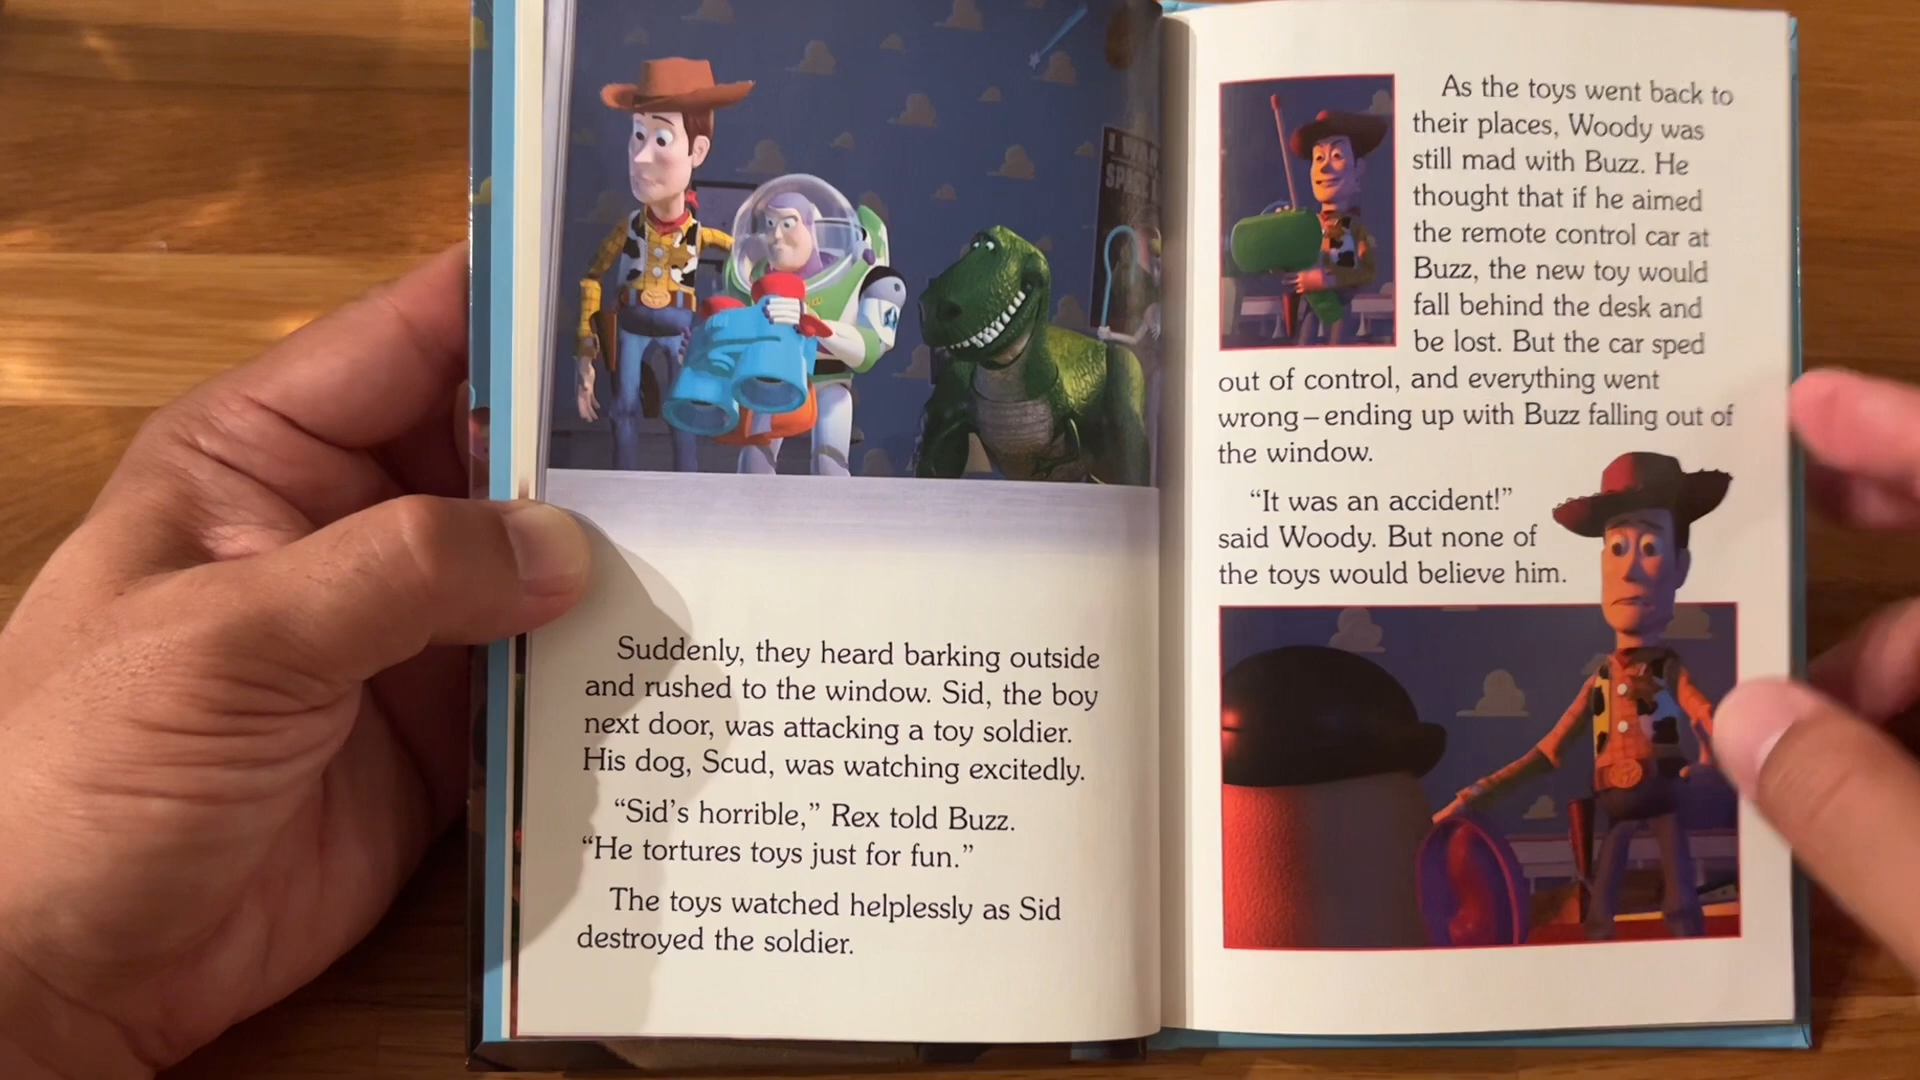 I WA
SPACE
Suddenly, they heard barking outside
and rushed to the window. Sid, the boy
next door, was attacking a toy soldier.
His dog, Scud, was watching excitedly.
“Sid’s horrible,” Rex told Buzz.
“He tortures toys just for fun.”
The toys watched helplessly as Sid
destroyed the soldier.
As the toys went back to
their places, Woody was
still mad with Buzz. He
thought that if he aimed
the remote control car at
Buzz, the new toy would
fall behind the desk and
be lost. But the car sped
out of control, and everything went
wrong – ending up with Buzz falling out of
the window.
“It was an accident!”
said Woody. But none of
the toys would believe him.